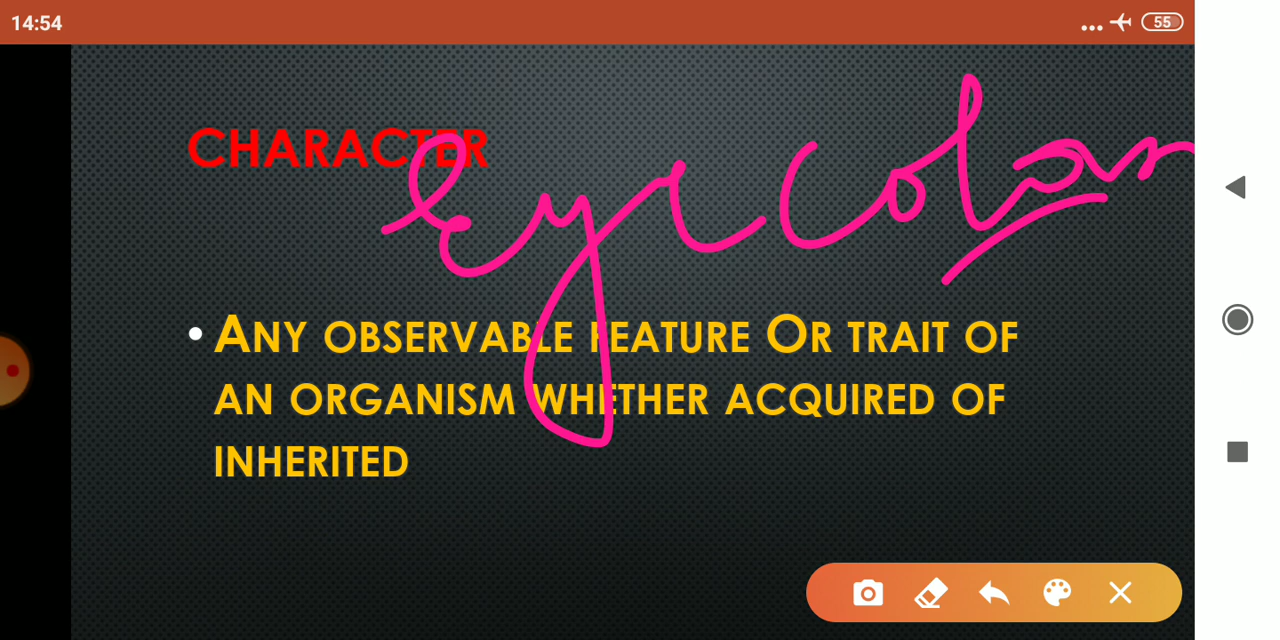 14:54
55
CHARACTER
Eye Colour
• ANY OBSERVABLE FEATURE OR TRAIT OF
AN ORGANISM WHETHER ACQUIRED OF
INHERITED